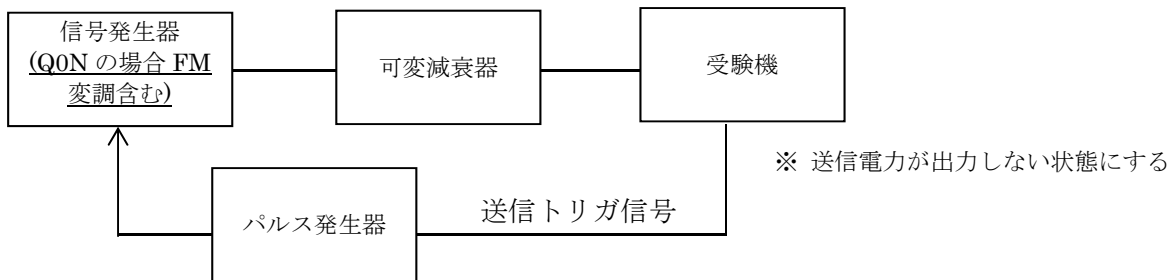 信号発生器
(Q0N の場合 FM
変調含む)
可変減衰器
受験機
※ 送信電力が出力しない状態にする
パルス発生器
送信トリガ信号